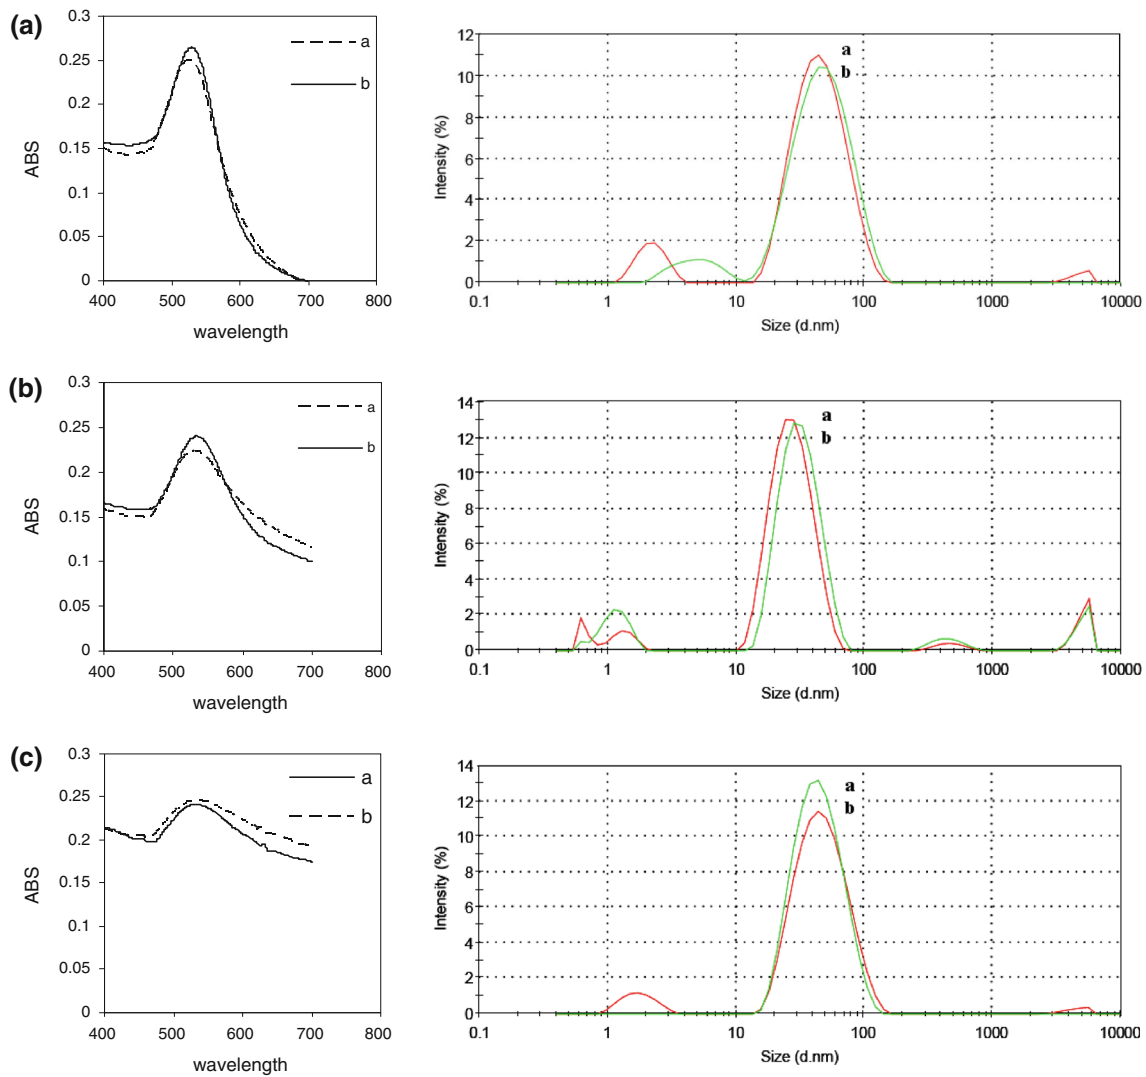 (a)
0.3
0.25
0.2
0.15
0.1
0.05
0
ABS
400 500 600 700 800
wavelength
a
b
12
10
8
6
4
2
0
Intensity (%)
0.1 1 10 100 1000 10000
Size (d.nm)
a
b
(b)
0.3
0.25
0.2
0.15
0.1
0.05
0
ABS
400 500 600 700 800
wavelength
a
b
14
12
10
8
6
4
2
0
Intensity (%)
0.1 1 10 100 1000 10000
Size (d.nm)
a
b
(c)
0.3
0.25
0.2
0.15
0.1
0.05
0
ABS
400 500 600 700 800
wavelength
a
b
14
12
10
8
6
4
2
0
Intensity (%)
0.1 1 10 100 1000 10000
Size (d.nm)
a
b